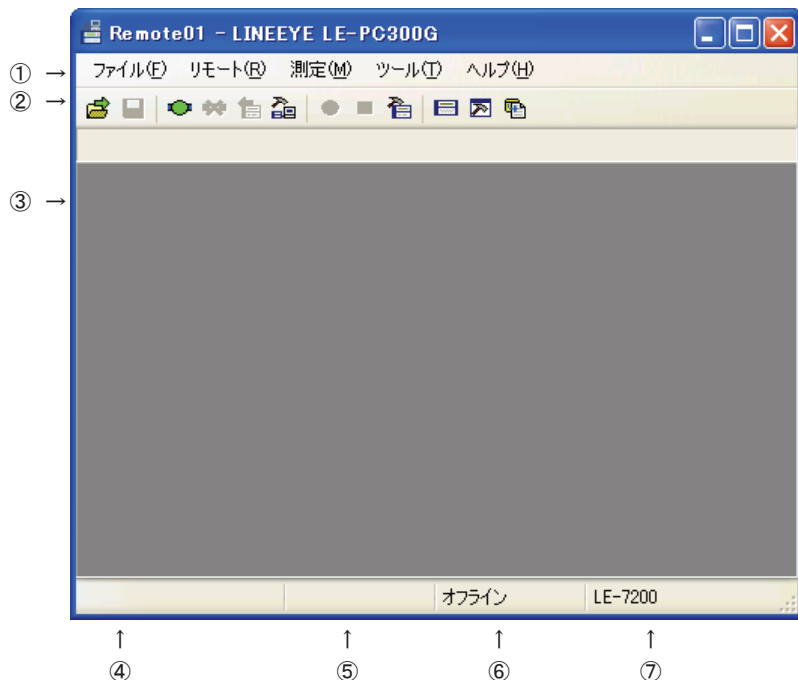 Remote01 - LINEEYE LE-PC300G
① → ファイル(F) リモート(R) 測定(M) ツール(T) ヘルプ(H)
② →
③ →
オフライン LE-7200
↑ ↑ ↑ ↑
④ ⑤ ⑥ ⑦